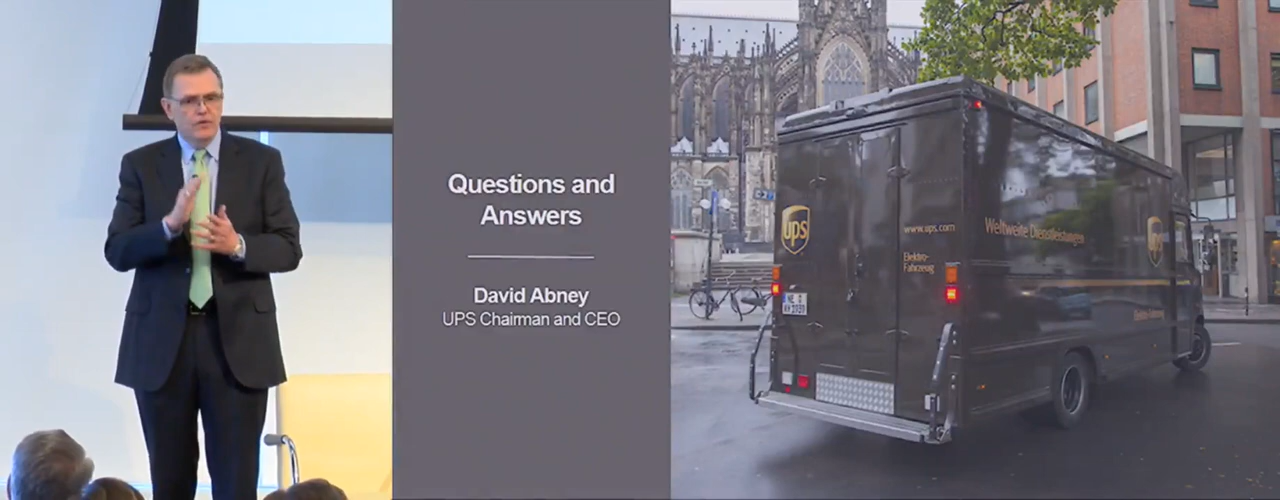 Questions and
Answers
David Abney
UPS Chairman and CEO
ups
www.ups.com
Elektro-
Fahrzeug
Weltweite Dienstleistungen
ups